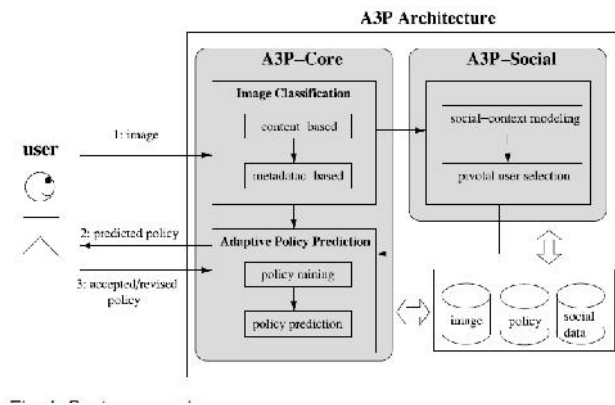 A3P Architecture
A3P–Core
A3P–Social
Image Classification
content based
metadatac based
social–context modeling
pivotal user selection
user
1: image
2: predicted policy
3: accepted/revised
policy
Adaptive Policy Prediction
policy mining
policy prediction
image
policy
social
data